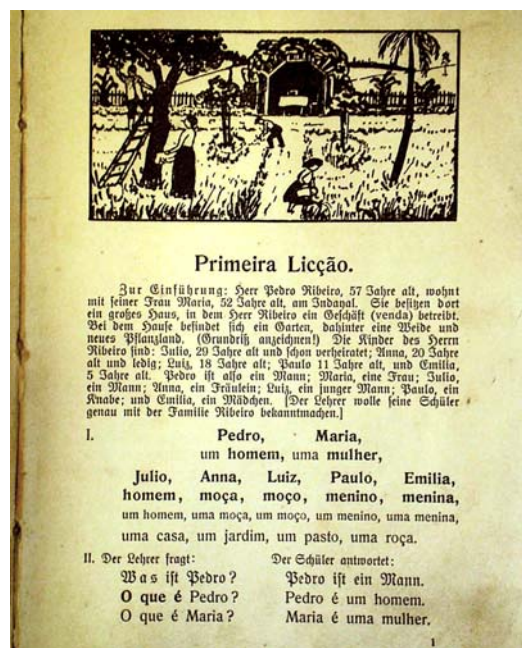 Primeira Licção.
Zur Einführung: Herr Pedro Ribeiro, 57 Jahre alt, wohnt
mit seiner Frau Maria, 52 Jahre alt, am Indayal. Sie besitzen dort
ein großes Haus, in dem Herr Ribeiro ein Geschäft (venda) betreibt.
Bei dem Hause befindet sich ein Garten, dahinter eine Weide und
neues Pflanzland. (Grundriß anzeichnen!) Die Kinder des Herrn
Ribeiro sind: Julio, 29 Jahre alt und schon verheiratet; Anna, 20 Jahre
alt und ledig; Luiz, 18 Jahre alt; Paulo 11 Jahre alt, und Emilia,
5 Jahre alt. Pedro ist also ein Mann; Maria, eine Frau; Julio,
ein Mann; Anna, ein Fräulein; Luiz, ein junger Mann; Paulo, ein
Knabe; und Emilia, ein Mädchen. [Der Lehrer wolle seine Schüler
genau mit der Familie Ribeiro bekanntmachen.]
I. Pedro, Maria,
um homem, uma mulher,
Julio, Anna, Luiz, Paulo, Emilia,
homem, moça, moço, menino, menina,
um homem, uma moça, um moço, um menino, uma menina,
uma casa, um jardim, um pasto, uma roça.
II. Der Lehrer fragt: Der Schüler antwortet:
Was ist Pedro? Pedro ist ein Mann.
O que é Pedro? Pedro é um homem.
O que é Maria? Maria é uma mulher.
1